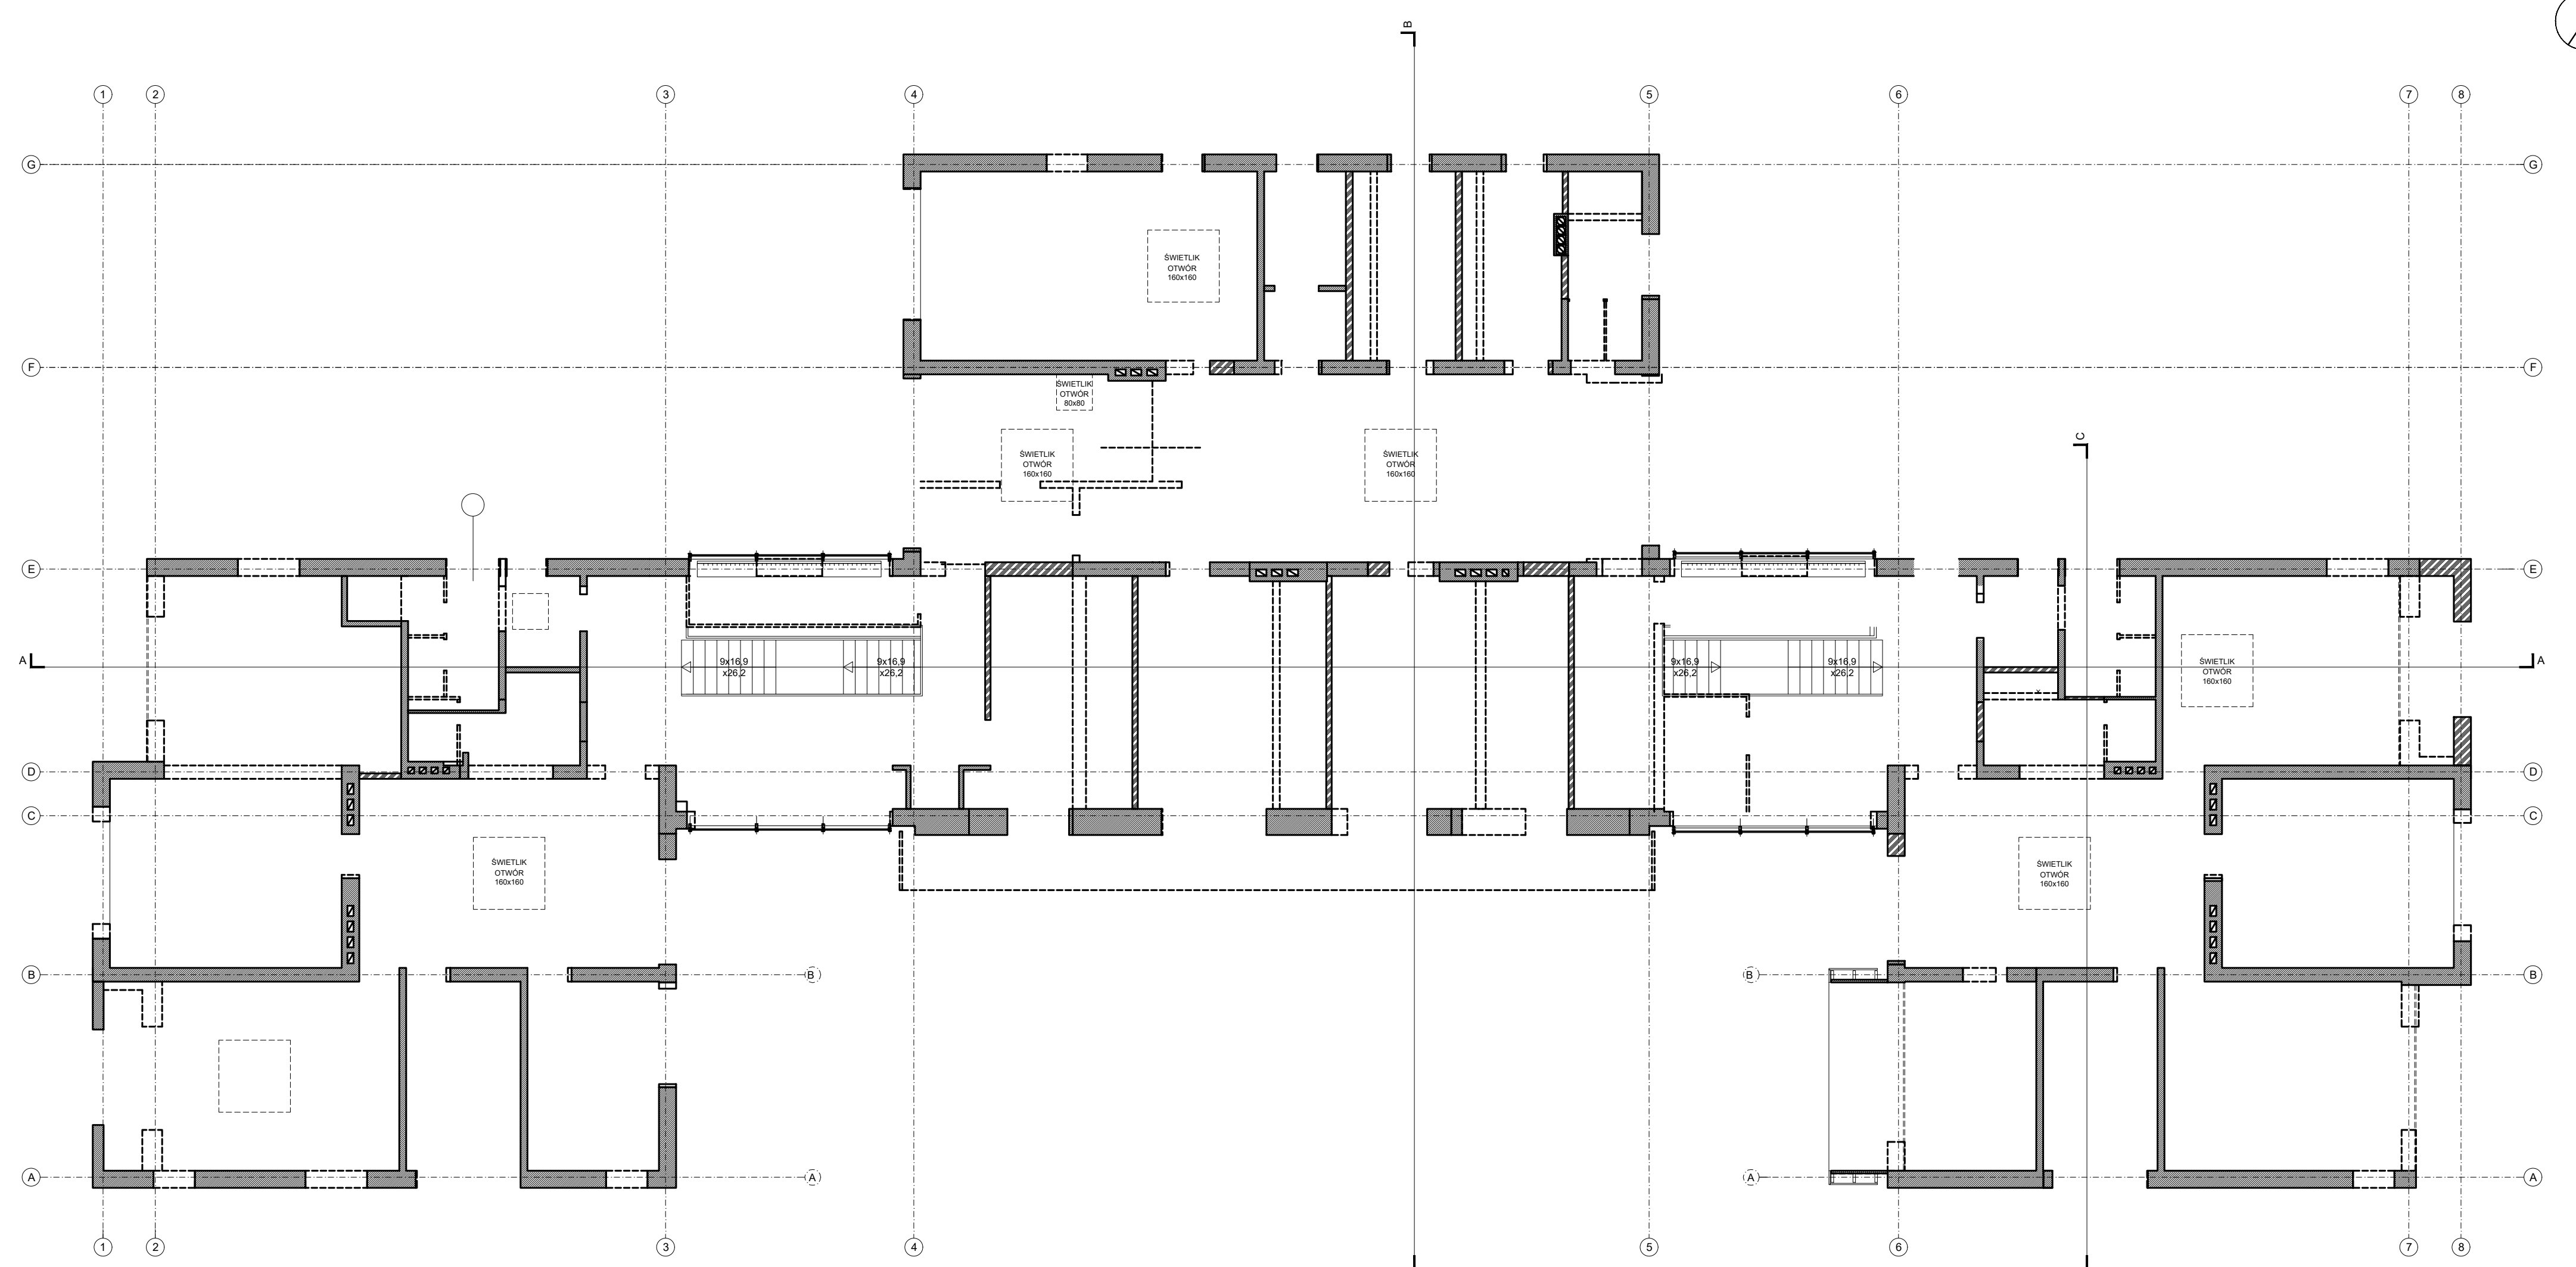 B
1
2
3
4
5
6
7
8
G
G
ŚWIETLIK
OTWÓR
160x160
F
F
ŚWIETLIK
OTWÓR
80x80
C
ŚWIETLIK
OTWÓR
160x160
ŚWIETLIK
OTWÓR
160x160
E
E
A
9x16,9
x26,2
9x16,9
x26,2
9x16,9
x26,2
9x16,9
x26,2
ŚWIETLIK
OTWÓR
160x160
A
x
D
D
C
C
ŚWIETLIK
OTWÓR
160x160
ŚWIETLIK
OTWÓR
160x160
B
B
B
B
A
A
A
A
1
2
3
4
5
6
7
8